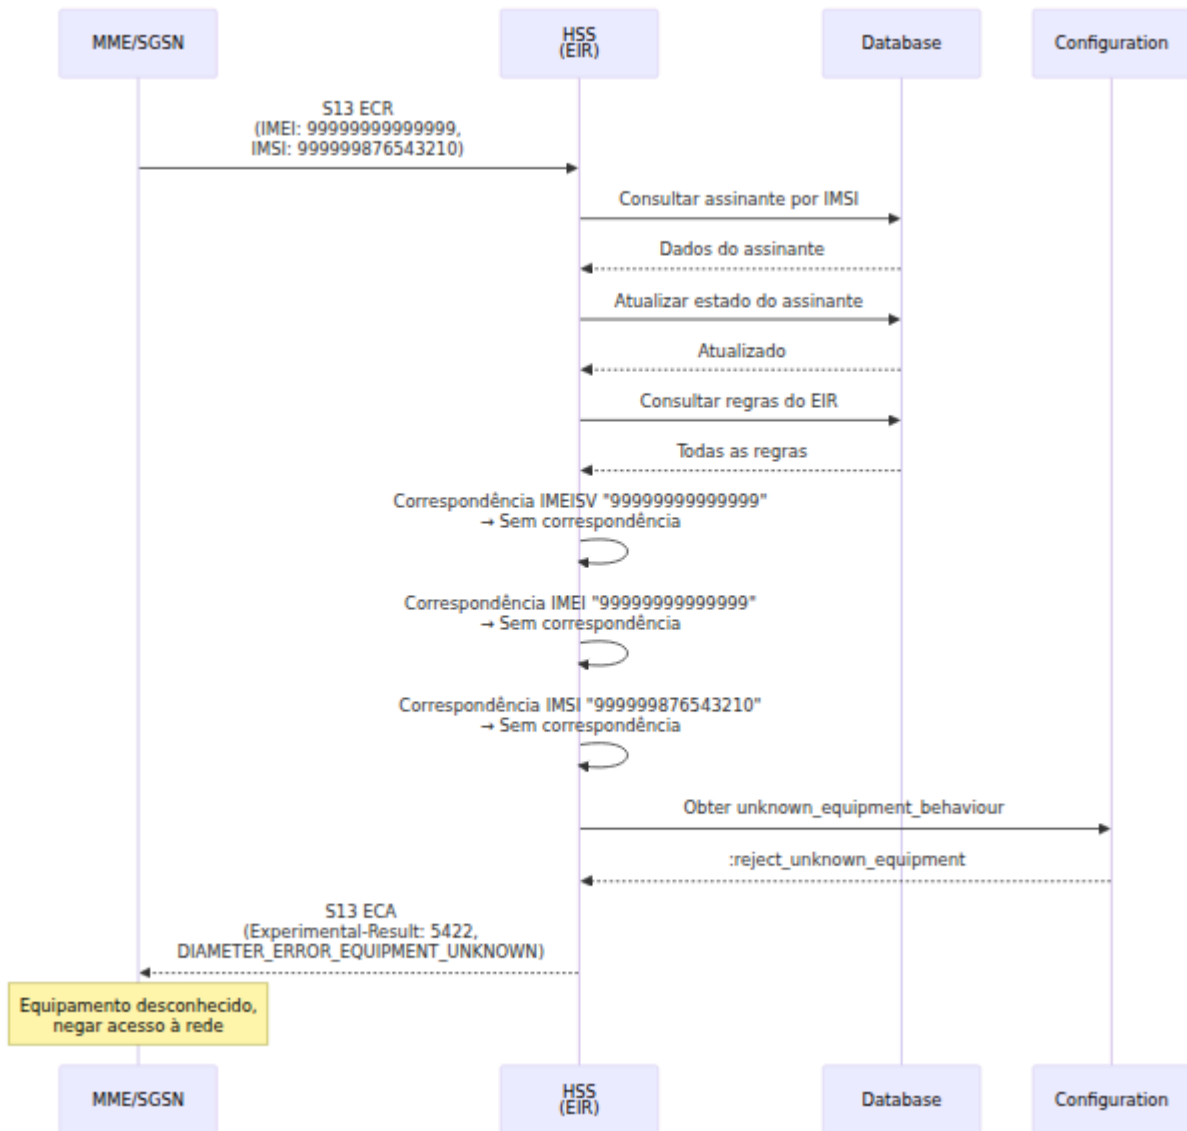 MME/SGSN
HSS
(EIR)
Database
Configuration
S13 ECR
(IMEI: 99999999999999,
IMSI: 999999876543210)
Consultar assinante por IMSI
Dados do assinante
Atualizar estado do assinante
Atualizado
Consultar regras do EIR
Todas as regras
Correspondência IMEISV "99999999999999"
→ Sem correspondência
Correspondência IMEI "99999999999999"
→ Sem correspondência
Correspondência IMSI "999999876543210"
→ Sem correspondência
Obter unknown_equipment_behaviour
:reject_unknown_equipment
S13 ECA
(Experimental-Result: 5422,
DIAMETER_ERROR_EQUIPMENT_UNKNOWN)
Equipamento desconhecido,
negar acesso à rede
MME/SGSN
HSS
(EIR)
Database
Configuration